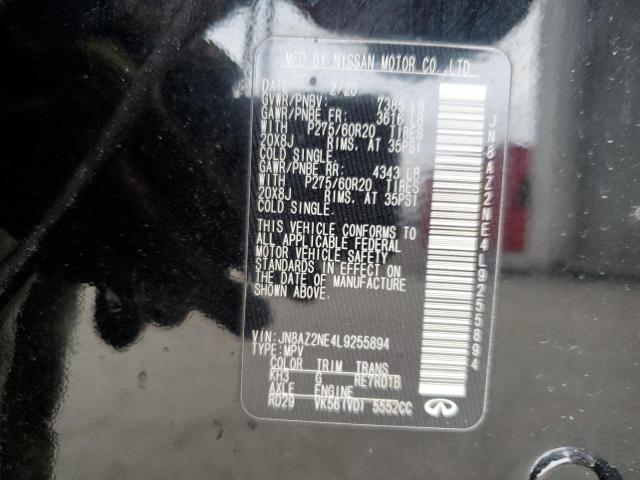 MFD BY NISSAN MOTOR CO.,LTD
DATE 2/20
GVWR/PNBV: 7385 LB
GAWR/PNBE FR: 3616 LB
WITH P275/60R20 TIRES
20X8J RIMS, AT 35PSI
COLD SINGLE.
GAWR/PNBE RR: 4343 LB
WITH P275/60R20 TIRES
20X8J RIMS, AT 35PSI
COLD SINGLE.
THIS VEHICLE CONFORMS TO
ALL APPLICABLE FEDERAL
MOTOR VEHICLE SAFETY
STANDARDS IN EFFECT ON
THE DATE OF MANUFACTURE
SHOWN ABOVE.
VIN:JN8AZ2NE4L9255894
TYPE:MPV
COLOR TRIM TRANS
KH3 G RE7R01B
AXLE ENGINE
RD29 VK56(VD) 5552CC
JN8AZ2NE4L9255894